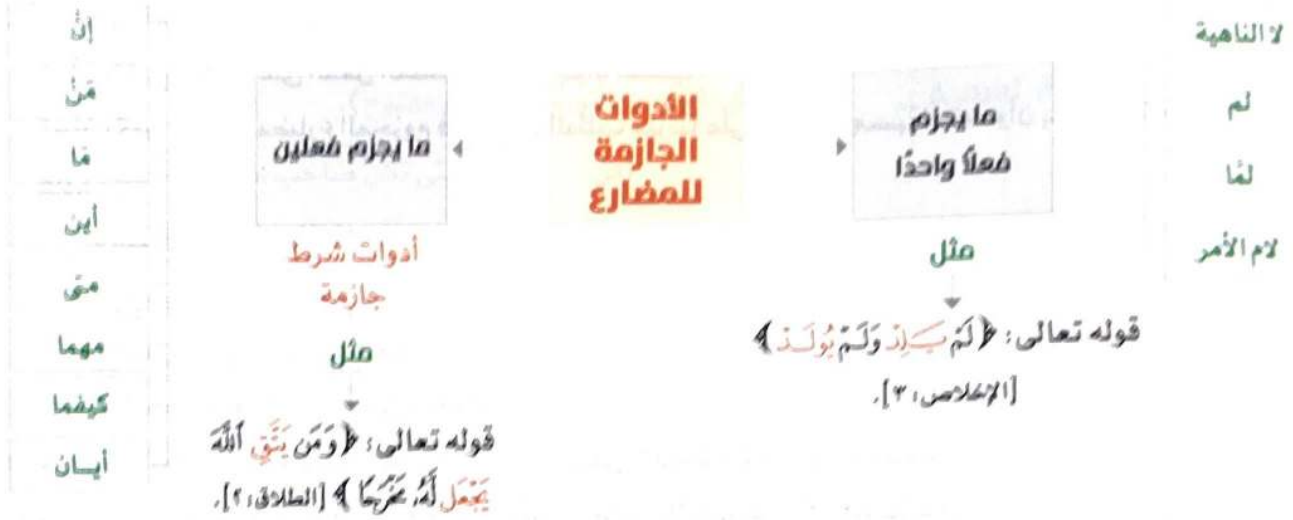 الأدوات
الجازمة
للمضارع
ما يجزم
فعلاً واحدًا
لا الناهية
لم
لمّا
لام الأمر
مثل
قوله تعالى: ﴿لَمْ يَلِدْ وَلَمْ يُولَدْ﴾
[الإخلاص: ٣].
ما يجزم فعلين
أدوات شرط
جازمة
إنْ
مَنْ
مَا
أين
متى
مهما
كيفما
أيـــان
مثل
قوله تعالى: ﴿وَمَن يَتَّقِ ٱللَّهَ
يَجْعَل لَّهُۥ مَخْرَجًا﴾ [الطلاق: ٢].